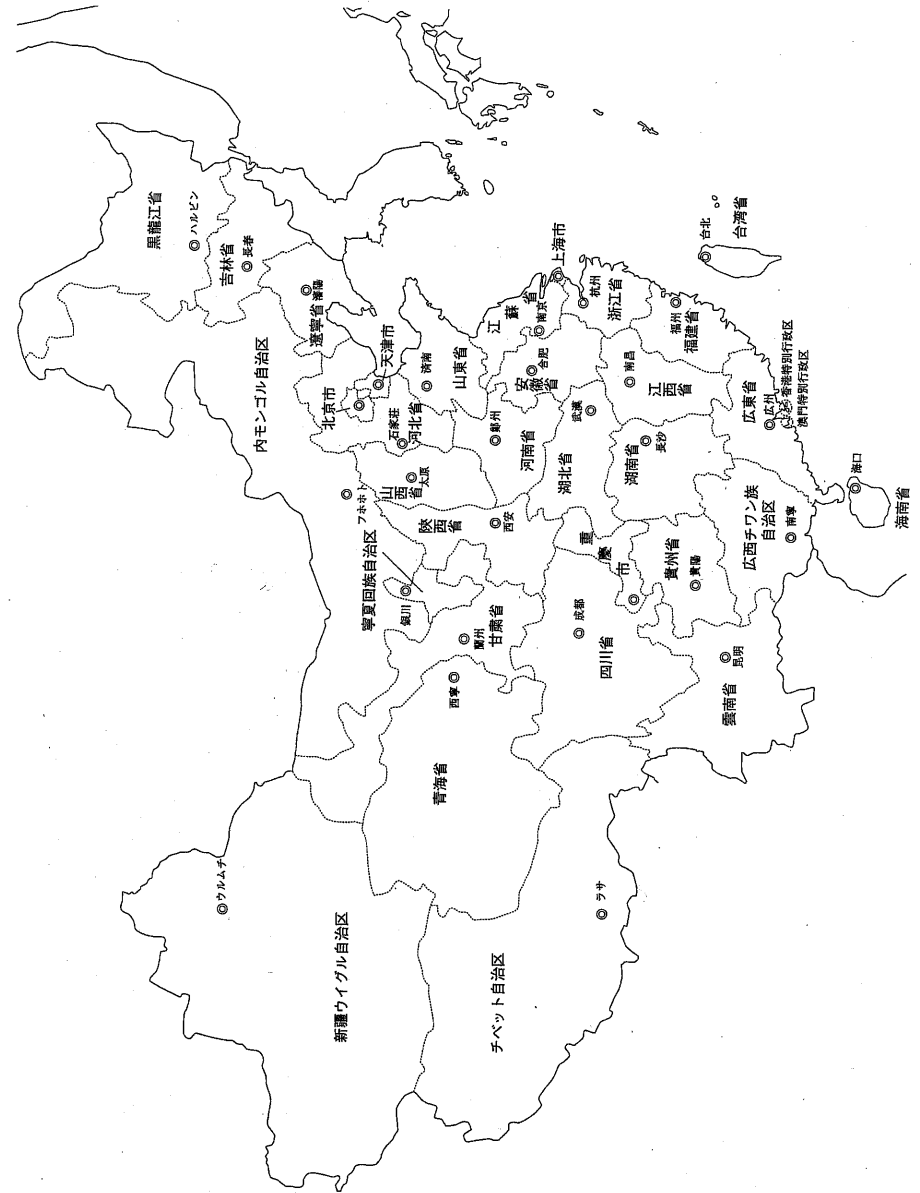 黒龍江省
ハルビン
吉林省
長春
遼寧省
瀋陽
内モンゴル自治区
フホホト
北京市
天津市
河北省
石家荘
山西省
太原
山東省
済南
河南省
鄭州
陝西省
西安
寧夏回族自治区
銀川
甘粛省
蘭州
青海省
西寧
新疆ウイグル自治区
ウルムチ
チベット自治区
ラサ
四川省
成都
重慶市
湖北省
武漢
安徽省
合肥
江蘇省
南京
上海市
浙江省
杭州
江西省
南昌
湖南省
長沙
貴州省
貴陽
雲南省
昆明
広西チワン族
自治区
南寧
広東省
広州
香港特別行政区
澳門特別行政区
福建省
福州
台湾省
台北
海南省
海口